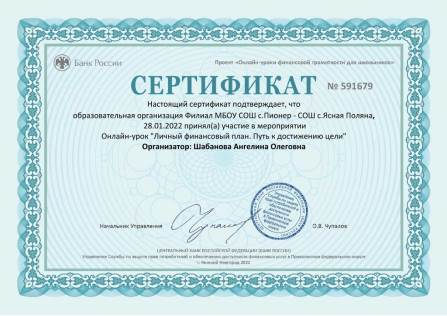 Банк России
Проект «Онлайн-уроки финансовой грамотности для школьников»
СЕРТИФИКАТ № 591679
Настоящий сертификат подтверждает, что
образовательная организация Филиал МБОУ СОШ с.Пионер - СОШ с.Ясная Поляна,
28.01.2022 принял(а) участие в мероприятии
Онлайн-урок "Личный финансовый план. Путь к достижению цели"
Организатор: Шабанова Ангелина Олеговна
Начальник Управления
О.В. Чупалов
ЦЕНТРАЛЬНЫЙ БАНК РОССИЙСКОЙ ФЕДЕРАЦИИ (БАНК РОССИИ)
Управление Службы по защите прав потребителей и обеспечению доступности финансовых услуг в Приволжском федеральном округе
г. Нижний Новгород 2022